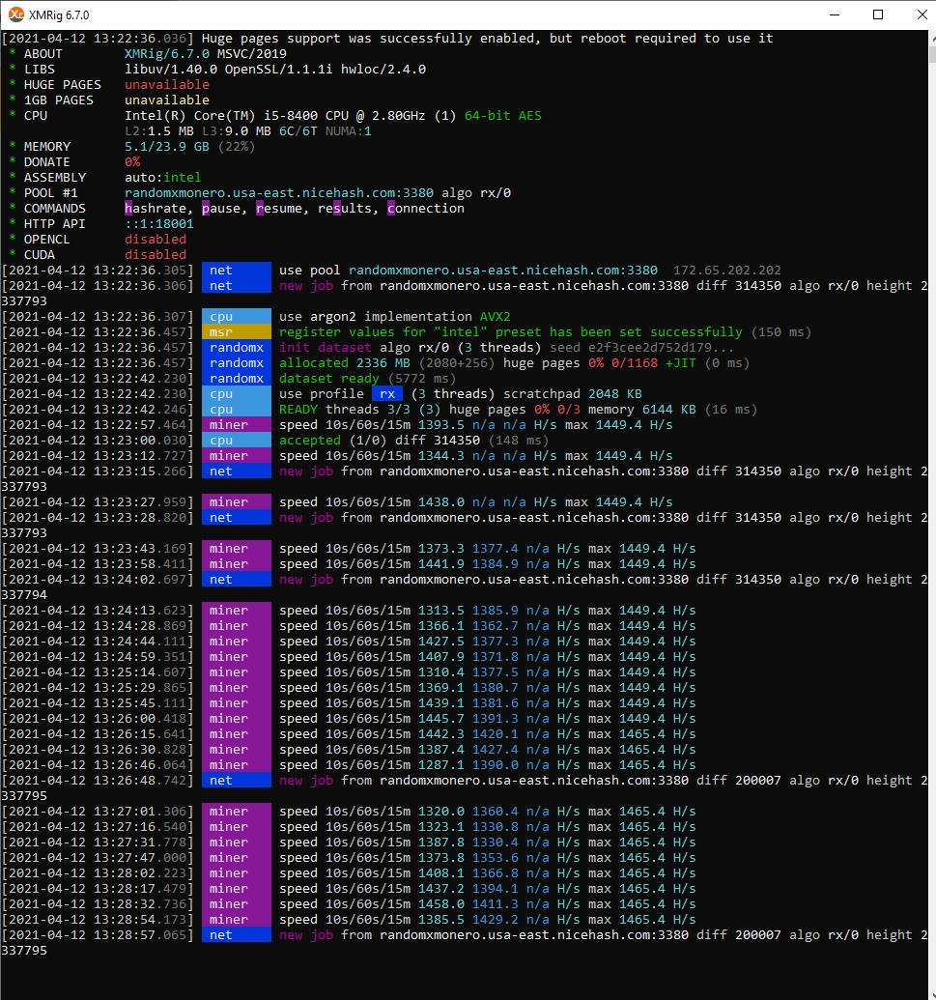 XMRig 6.7.0
[2021-04-12 13:22:36.036] Huge pages support was successfully enabled, but reboot required to use it
* ABOUT XMRig/6.7.0 MSVC/2019
* LIBS libuv/1.40.0 OpenSSL/1.1.1i hwloc/2.4.0
* HUGE PAGES unavailable
* 1GB PAGES unavailable
* CPU Intel(R) Core(TM) i5-8400 CPU @ 2.80GHz (1) 64-bit AES
L2:1.5 MB L3:9.0 MB 6C/6T NUMA:1
* MEMORY 5.1/23.9 GB (22%)
* DONATE 0%
* ASSEMBLY auto:intel
* POOL #1 randomxmonero.usa-east.nicehash.com:3380 algo rx/0
* COMMANDS hashrate, pause, resume, results, connection
* HTTP API ::1:18001
* OPENCL disabled
* CUDA disabled
[2021-04-12 13:22:36.305] net use pool randomxmonero.usa-east.nicehash.com:3380 172.65.202.202
[2021-04-12 13:22:36.306] net new job from randomxmonero.usa-east.nicehash.com:3380 diff 314350 algo rx/0 height 2
337793
[2021-04-12 13:22:36.307] cpu use argon2 implementation AVX2
[2021-04-12 13:22:36.457] msr register values for "intel" preset has been set successfully (150 ms)
[2021-04-12 13:22:36.457] randomx init dataset algo rx/0 (3 threads) seed e2f3cee2d752d179...
[2021-04-12 13:22:36.457] randomx allocated 2336 MB (2080+256) huge pages 0% 0/1168 +JIT (0 ms)
[2021-04-12 13:22:42.230] randomx dataset ready (5772 ms)
[2021-04-12 13:22:42.230] cpu use profile rx (3 threads) scratchpad 2048 KB
[2021-04-12 13:22:42.246] cpu READY threads 3/3 (3) huge pages 0% 0/3 memory 6144 KB (16 ms)
[2021-04-12 13:22:57.464] miner speed 10s/60s/15m 1393.5 n/a n/a H/s max 1449.4 H/s
[2021-04-12 13:23:00.030] cpu accepted (1/0) diff 314350 (148 ms)
[2021-04-12 13:23:12.727] miner speed 10s/60s/15m 1344.3 n/a n/a H/s max 1449.4 H/s
[2021-04-12 13:23:15.266] net new job from randomxmonero.usa-east.nicehash.com:3380 diff 314350 algo rx/0 height 2
337793
[2021-04-12 13:23:27.959] miner speed 10s/60s/15m 1438.0 n/a n/a H/s max 1449.4 H/s
[2021-04-12 13:23:28.820] net new job from randomxmonero.usa-east.nicehash.com:3380 diff 314350 algo rx/0 height 2
337793
[2021-04-12 13:23:43.169] miner speed 10s/60s/15m 1373.3 1377.4 n/a H/s max 1449.4 H/s
[2021-04-12 13:23:58.411] miner speed 10s/60s/15m 1441.9 1384.9 n/a H/s max 1449.4 H/s
[2021-04-12 13:24:02.697] net new job from randomxmonero.usa-east.nicehash.com:3380 diff 314350 algo rx/0 height 2
337794
[2021-04-12 13:24:13.623] miner speed 10s/60s/15m 1313.5 1385.9 n/a H/s max 1449.4 H/s
[2021-04-12 13:24:28.869] miner speed 10s/60s/15m 1366.1 1362.7 n/a H/s max 1449.4 H/s
[2021-04-12 13:24:44.111] miner speed 10s/60s/15m 1427.5 1377.3 n/a H/s max 1449.4 H/s
[2021-04-12 13:24:59.351] miner speed 10s/60s/15m 1407.9 1371.8 n/a H/s max 1449.4 H/s
[2021-04-12 13:25:14.607] miner speed 10s/60s/15m 1310.4 1377.5 n/a H/s max 1449.4 H/s
[2021-04-12 13:25:29.865] miner speed 10s/60s/15m 1369.1 1380.7 n/a H/s max 1449.4 H/s
[2021-04-12 13:25:45.111] miner speed 10s/60s/15m 1439.1 1381.6 n/a H/s max 1449.4 H/s
[2021-04-12 13:26:00.418] miner speed 10s/60s/15m 1445.7 1391.3 n/a H/s max 1449.4 H/s
[2021-04-12 13:26:15.641] miner speed 10s/60s/15m 1442.3 1420.1 n/a H/s max 1465.4 H/s
[2021-04-12 13:26:30.828] miner speed 10s/60s/15m 1387.4 1427.4 n/a H/s max 1465.4 H/s
[2021-04-12 13:26:46.064] miner speed 10s/60s/15m 1287.1 1390.0 n/a H/s max 1465.4 H/s
[2021-04-12 13:26:48.742] net new job from randomxmonero.usa-east.nicehash.com:3380 diff 200007 algo rx/0 height 2
337795
[2021-04-12 13:27:01.306] miner speed 10s/60s/15m 1320.0 1360.4 n/a H/s max 1465.4 H/s
[2021-04-12 13:27:16.540] miner speed 10s/60s/15m 1323.1 1330.8 n/a H/s max 1465.4 H/s
[2021-04-12 13:27:31.778] miner speed 10s/60s/15m 1387.8 1330.4 n/a H/s max 1465.4 H/s
[2021-04-12 13:27:47.000] miner speed 10s/60s/15m 1373.8 1353.6 n/a H/s max 1465.4 H/s
[2021-04-12 13:28:02.223] miner speed 10s/60s/15m 1408.1 1366.8 n/a H/s max 1465.4 H/s
[2021-04-12 13:28:17.479] miner speed 10s/60s/15m 1437.2 1394.1 n/a H/s max 1465.4 H/s
[2021-04-12 13:28:32.736] miner speed 10s/60s/15m 1458.0 1411.3 n/a H/s max 1465.4 H/s
[2021-04-12 13:28:54.173] miner speed 10s/60s/15m 1385.5 1429.2 n/a H/s max 1465.4 H/s
[2021-04-12 13:28:57.065] net new job from randomxmonero.usa-east.nicehash.com:3380 diff 200007 algo rx/0 height 2
337795